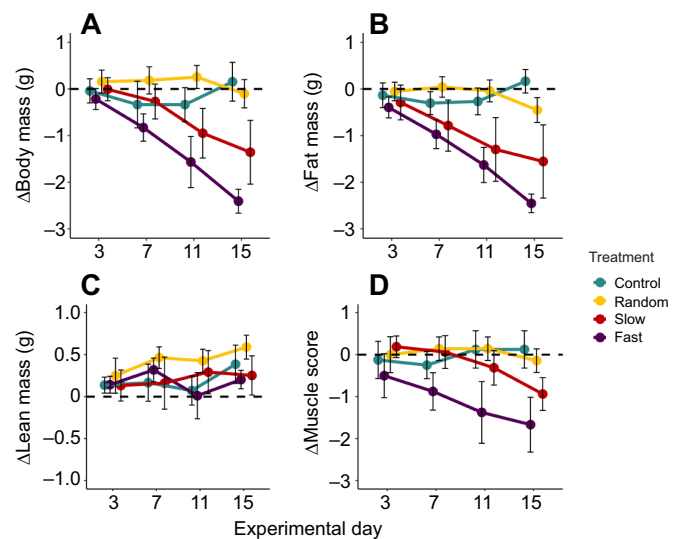 A
B
ΔBody mass (g)
1
0
–1
–2
–3
3 7 11 15
ΔFat mass (g)
1
0
–1
–2
–3
3 7 11 15
C
D
ΔLean mass (g)
1.0
0.5
0
–0.5
–1.0
3 7 11 15
ΔMuscle score
1
0
–1
–2
–3
3 7 11 15
Experimental day
Treatment
Control
Random
Slow
Fast